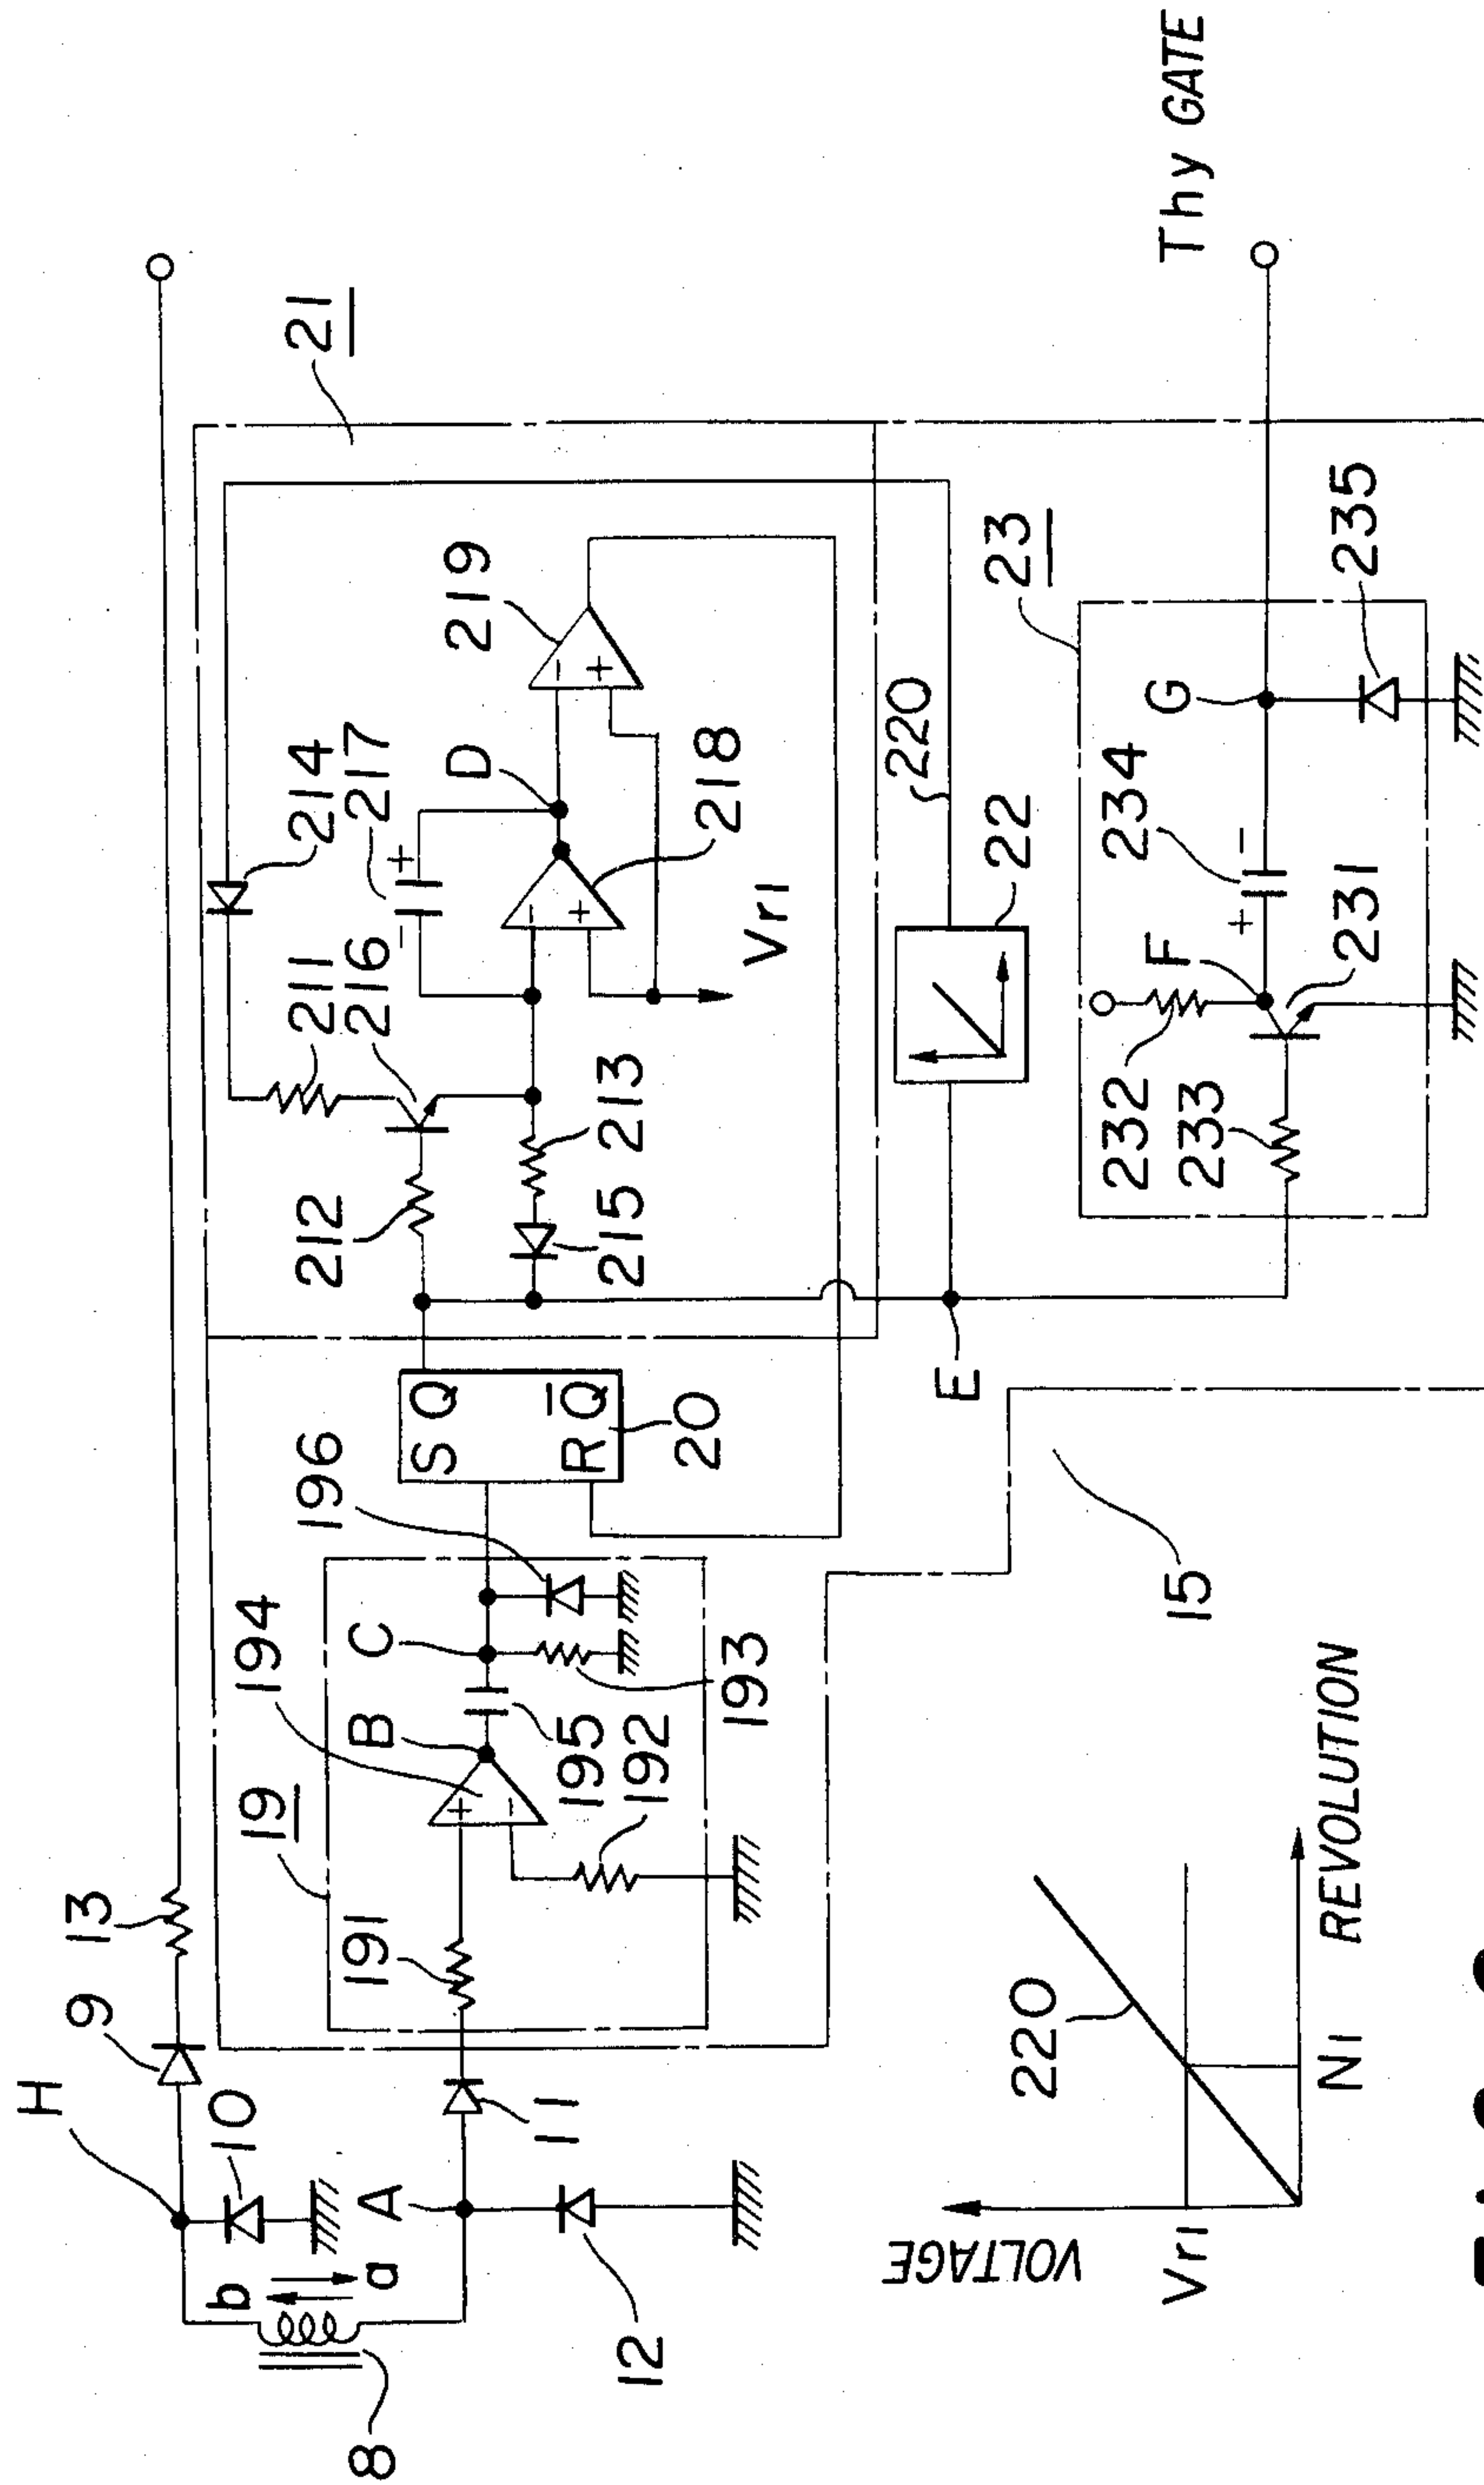 H
9
13
10
b
a
8
A
11
12
19
191
194
B
C
195
192
193
196
S Q
R Q̅
20
21
212
211
216
214
217
− +
215
213
D
219
− +
− +
+ −
218
Vr1
220
22
E
23
F
G
234
+ −
232
233
231
235
Thy GATE
15
VOLTAGE
Vr1
220
N1
REVOLUTION